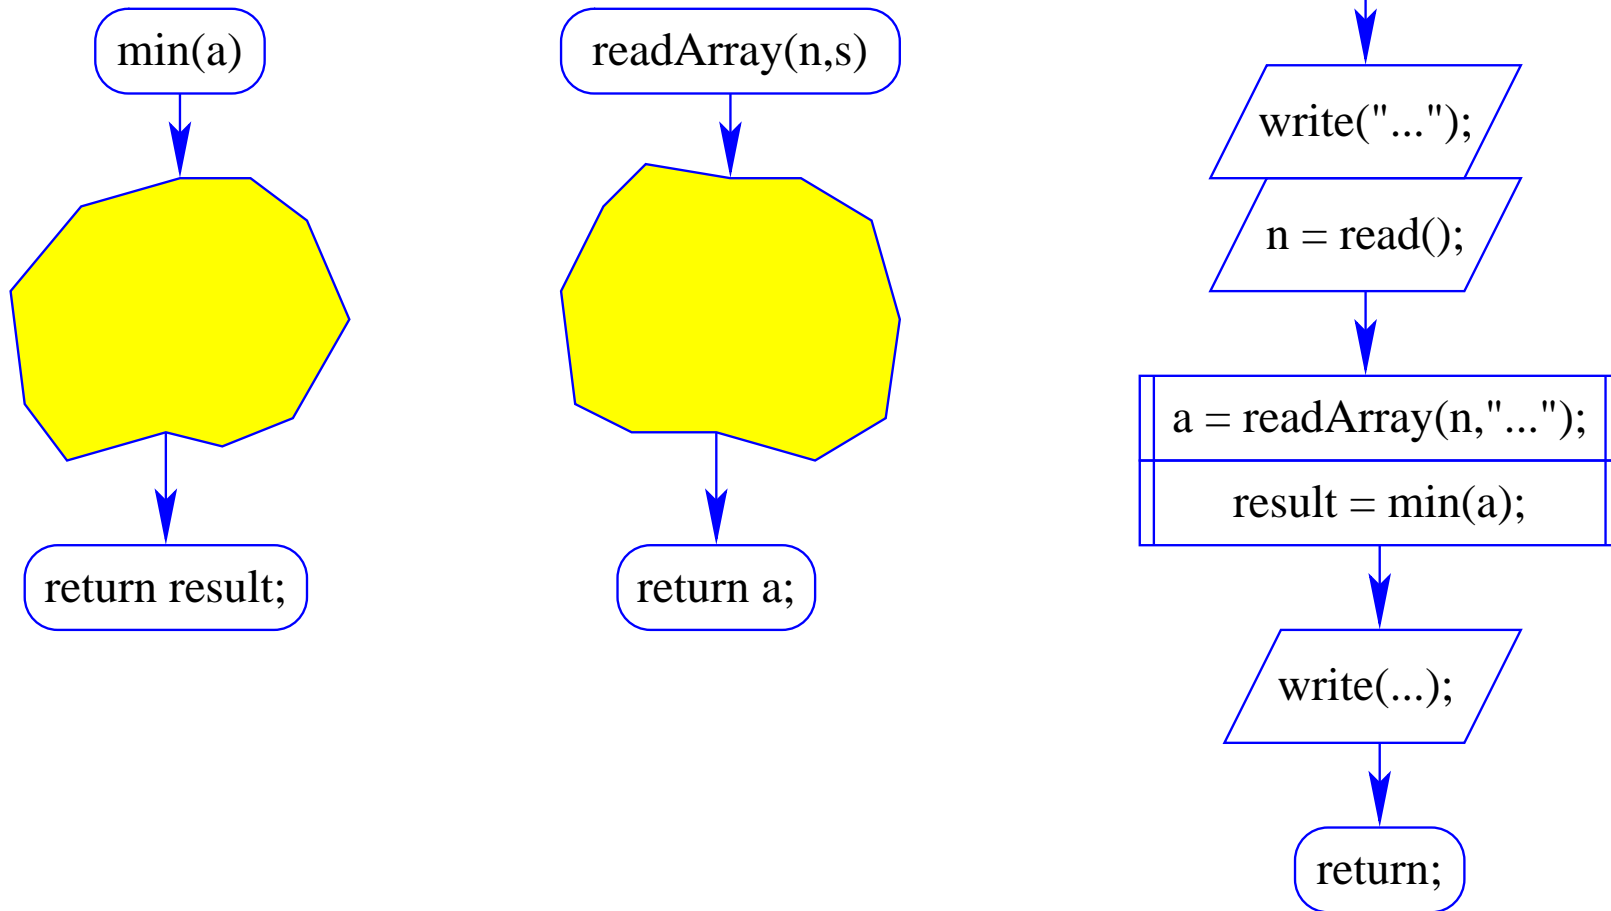 min(a)
return result;
readArray(n,s)
return a;
write("...");
n = read();
a = readArray(n,"...");
result = min(a);
write(...);
return;